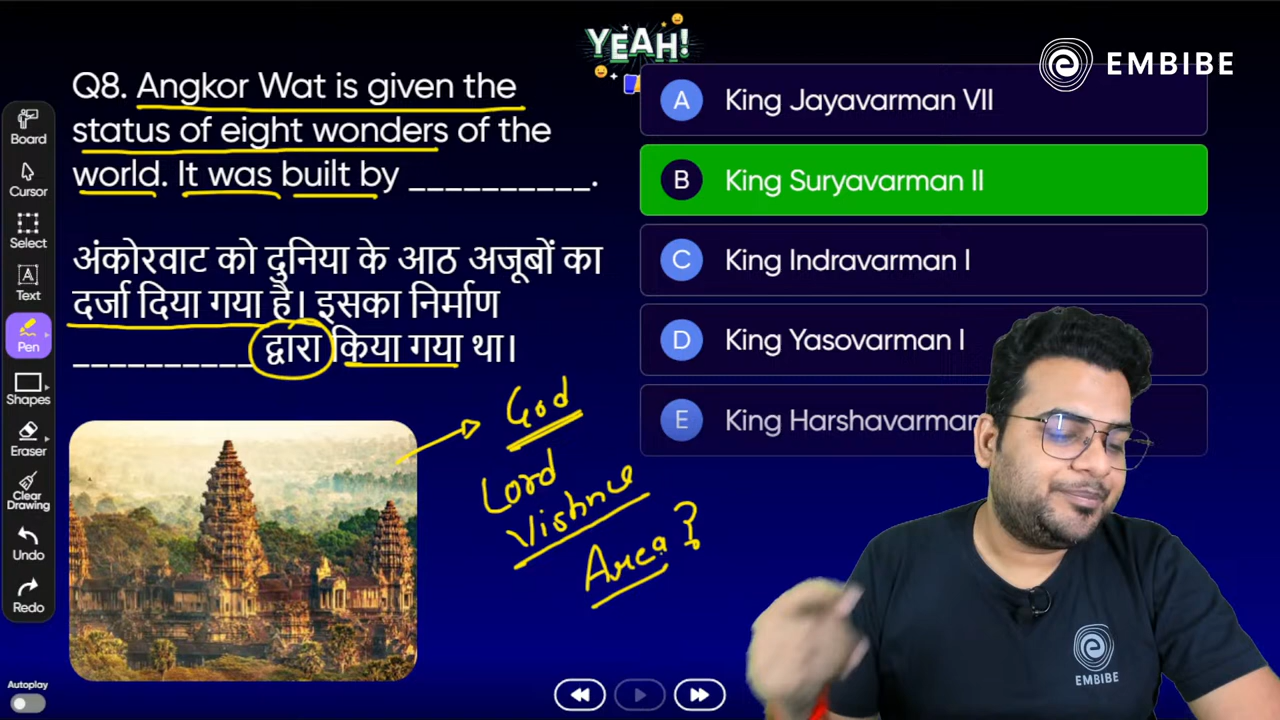 YEAH!
EMBIBE
Q8. Angkor Wat is given the
status of eight wonders of the
world. It was built by __________.
अंकोरवाट को दुनिया के आठ अजूबों का
दर्जा दिया गया है। इसका निर्माण
__________ द्वारा किया गया था।
A King Jayavarman VII
B King Suryavarman II
C King Indravarman I
D King Yasovarman I
E King Harshavarman
God
Lord
Vishnu
Area?
Board
Cursor
Select
A
Text
Pen
Shapes
Eraser
Clear
Drawing
Undo
Redo
Autoplay
EMBIBE